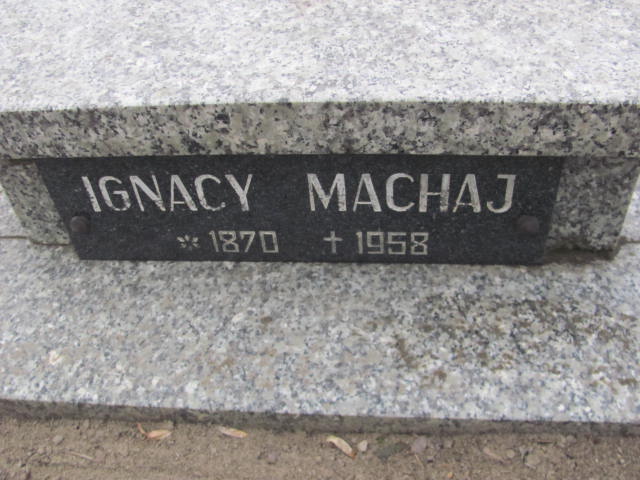 IGNACY MACHAJ
* 1870 † 1958